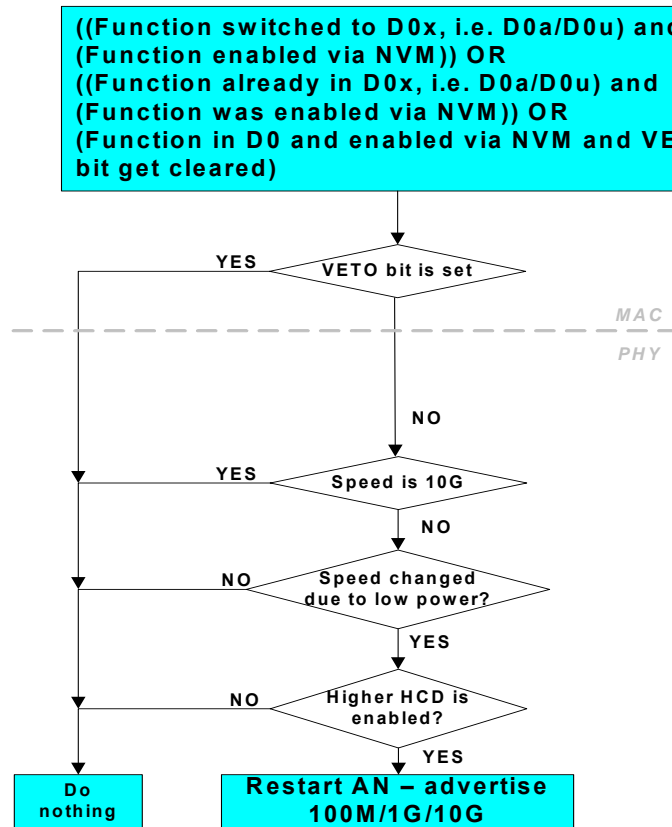 ((Function switched to D0x, i.e. D0a/D0u) and
(Function enabled via NVM)) OR
((Function already in D0x, i.e. D0a/D0u) and
(Function was enabled via NVM)) OR
(Function in D0 and enabled via NVM and VE
bit get cleared)
YES
VETO bit is set
MAC
PHY
NO
YES
Speed is 10G
NO
NO
Speed changed
due to low power?
YES
NO
Higher HCD is
enabled?
YES
Do
nothing
Restart AN – advertise
100M/1G/10G